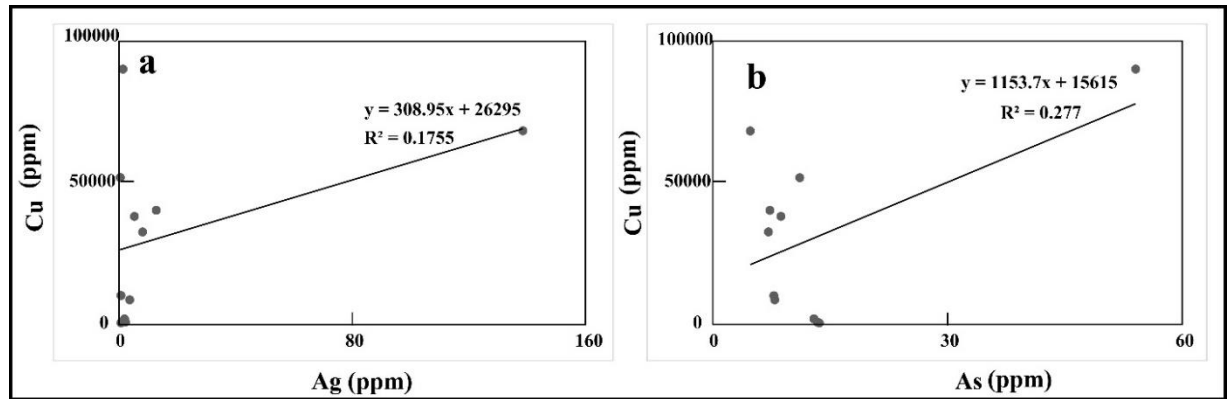 100000
a
y = 308.95x + 26295
R² = 0.1755
50000
0
0
80
160
Cu (ppm)
Ag (ppm)
100000
b
y = 1153.7x + 15615
R² = 0.277
50000
0
0
30
60
Cu (ppm)
As (ppm)